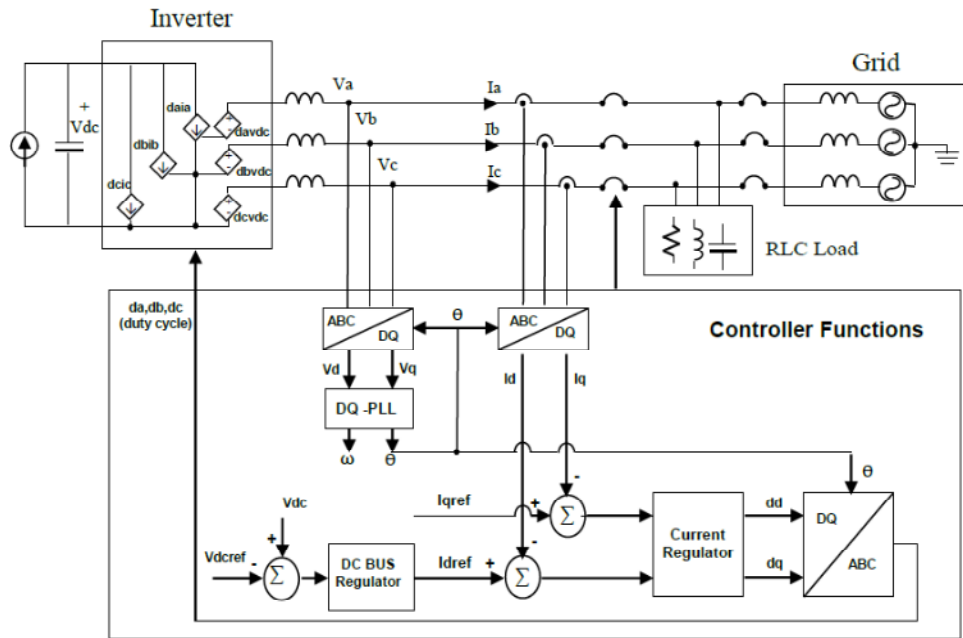 Inverter
Grid
Va
Ia
+
Vdc
daia
davdc
Vb
Ib
dbib
dbvdc
Vc
Ic
dcic
dcvdc
RLC Load
da,db,dc
(duty cycle)
ABC
DQ
Θ
ABC
DQ
Controller Functions
Vd
Vq
Id
Iq
DQ -PLL
ω
Θ
Θ
Vdc
Iqref
+
-
Σ
dd
DQ
ABC
Current
Regulator
Vdcref
+
-
Σ
DC BUS
Regulator
Idref
+
-
Σ
dq